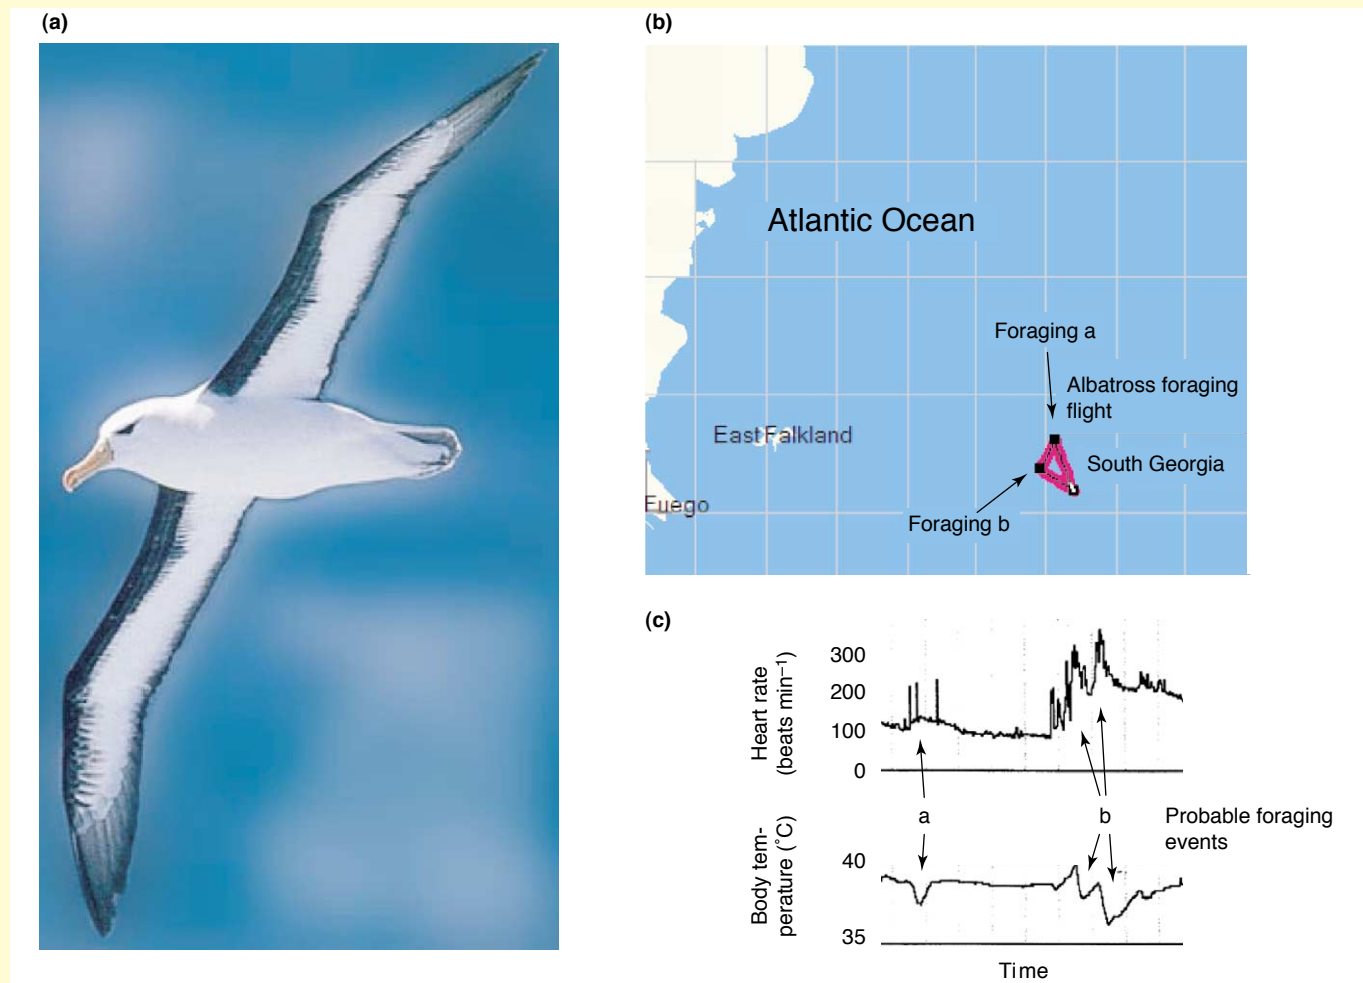 (a)
(b)
Atlantic Ocean
Foraging a
Albatross foraging
flight
East Falkland
South Georgia
Fuego
Foraging b
(c)
Heart rate
(beats min⁻¹)
300
200
100
0
a
b
Probable foraging
events
Body tem-
perature (˚C)
40
35
Time